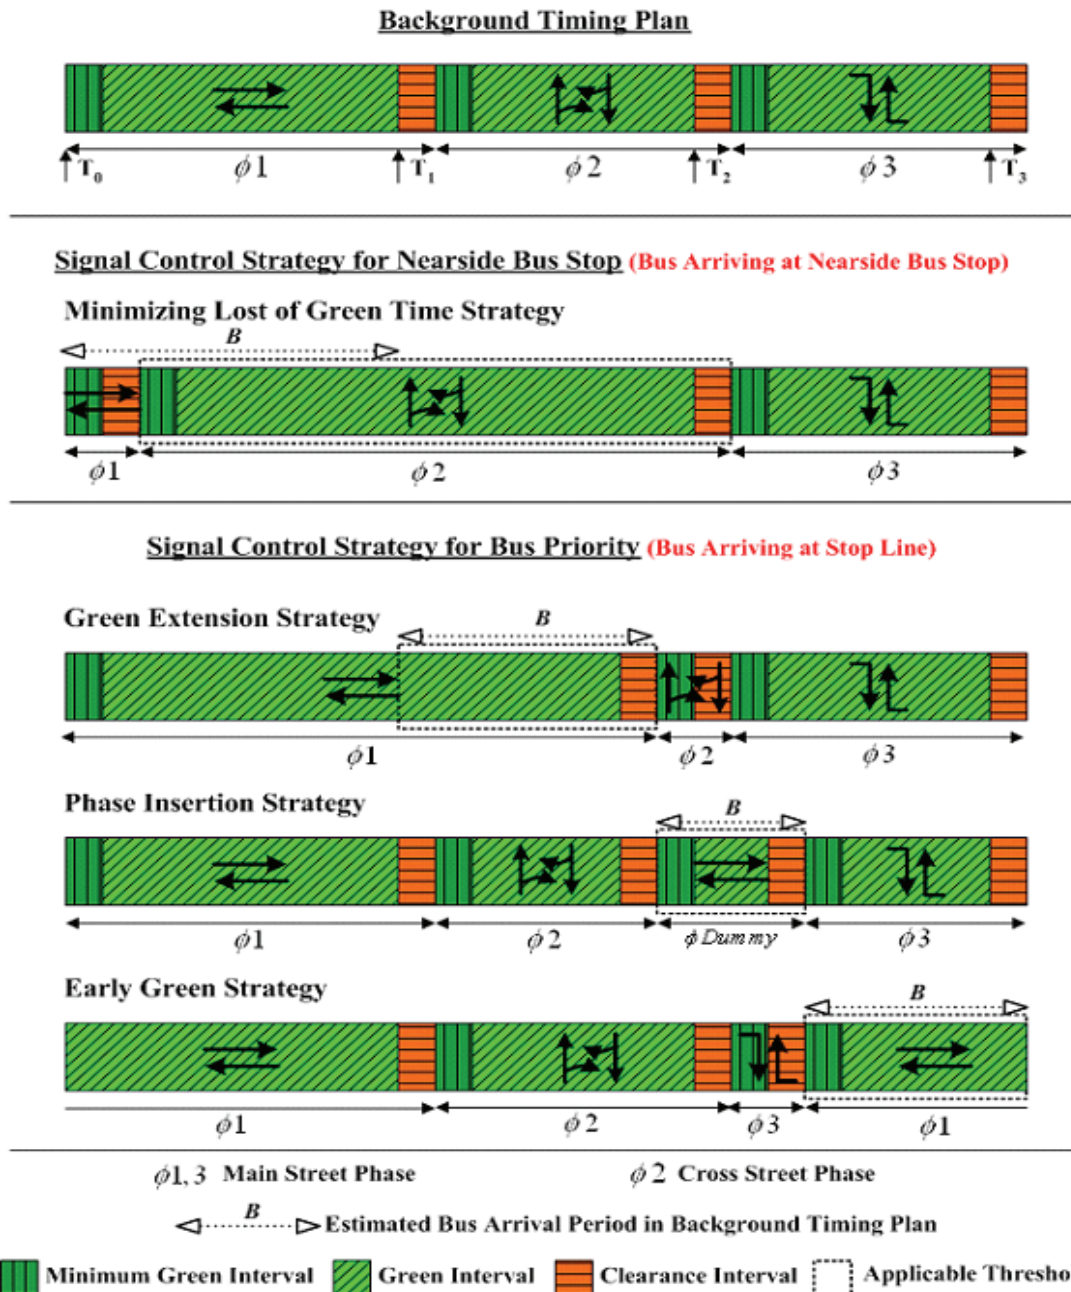 Background Timing Plan
T0 ϕ1 T1 ϕ2 T2 ϕ3 T3
Signal Control Strategy for Nearside Bus Stop (Bus Arriving at Nearside Bus Stop)
Minimizing Lost of Green Time Strategy
B
ϕ1 ϕ2 ϕ3
Signal Control Strategy for Bus Priority (Bus Arriving at Stop Line)
Green Extension Strategy
B
ϕ1 ϕ2 ϕ3
Phase Insertion Strategy
B
ϕ1 ϕ2 ϕDummy ϕ3
Early Green Strategy
B
ϕ1 ϕ2 ϕ3 ϕ1
ϕ1,3 Main Street Phase ϕ2 Cross Street Phase
B Estimated Bus Arrival Period in Background Timing Plan
Minimum Green Interval Green Interval Clearance Interval Applicable Thresho